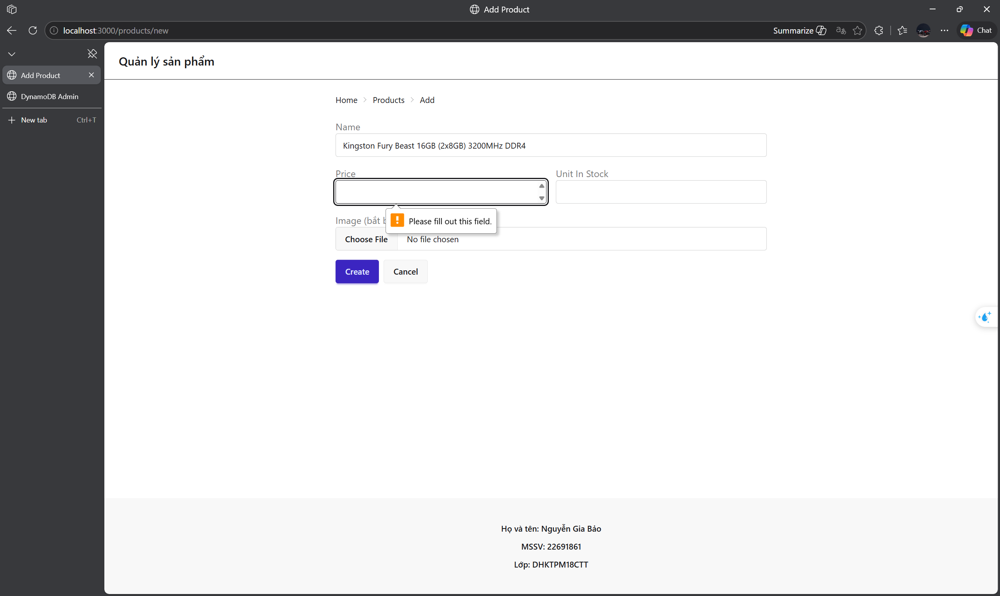 Add Product
localhost:3000/products/new
Summarize
Chat
Add Product
DynamoDB Admin
New tab Ctrl+T
Quản lý sản phẩm
Home > Products > Add
Name
Kingston Fury Beast 16GB (2x8GB) 3200MHz DDR4
Price Unit In Stock
Image (bắt
Please fill out this field.
Choose File No file chosen
Create Cancel
Họ và tên: Nguyễn Gia Bảo
MSSV: 22691861
Lớp: DHKTPM18CTT